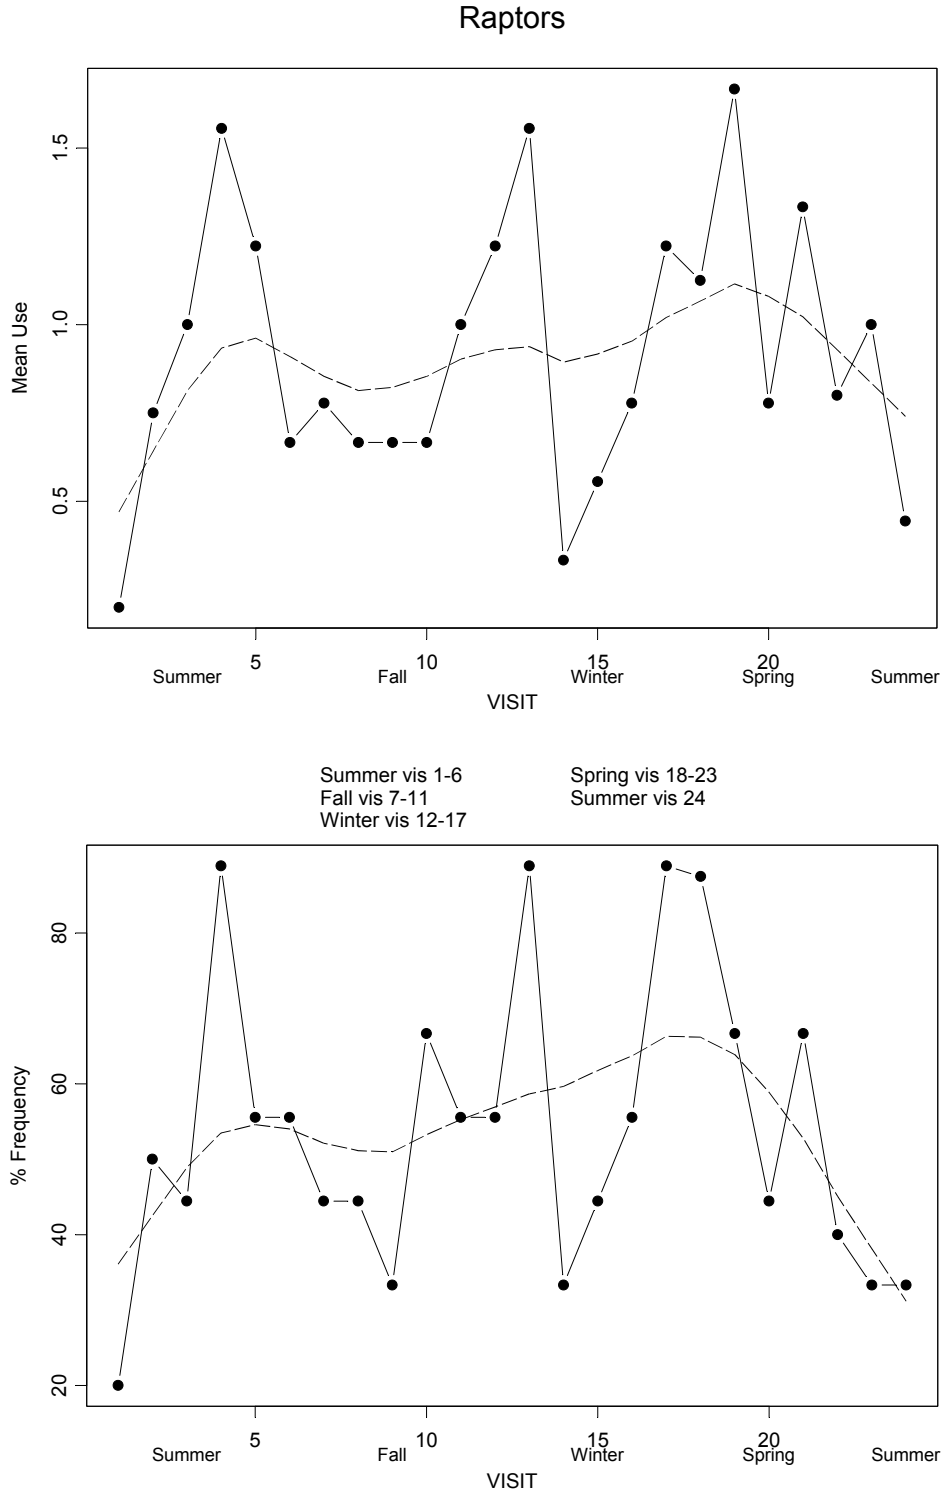 Raptors
Mean Use
1.5
1.0
0.5
5 10 15 20
Summer Fall Winter Spring Summer
VISIT
Summer vis 1-6 Spring vis 18-23
Fall vis 7-11 Summer vis 24
Winter vis 12-17
% Frequency
80
60
40
20
5 10 15 20
Summer Fall Winter Spring Summer
VISIT